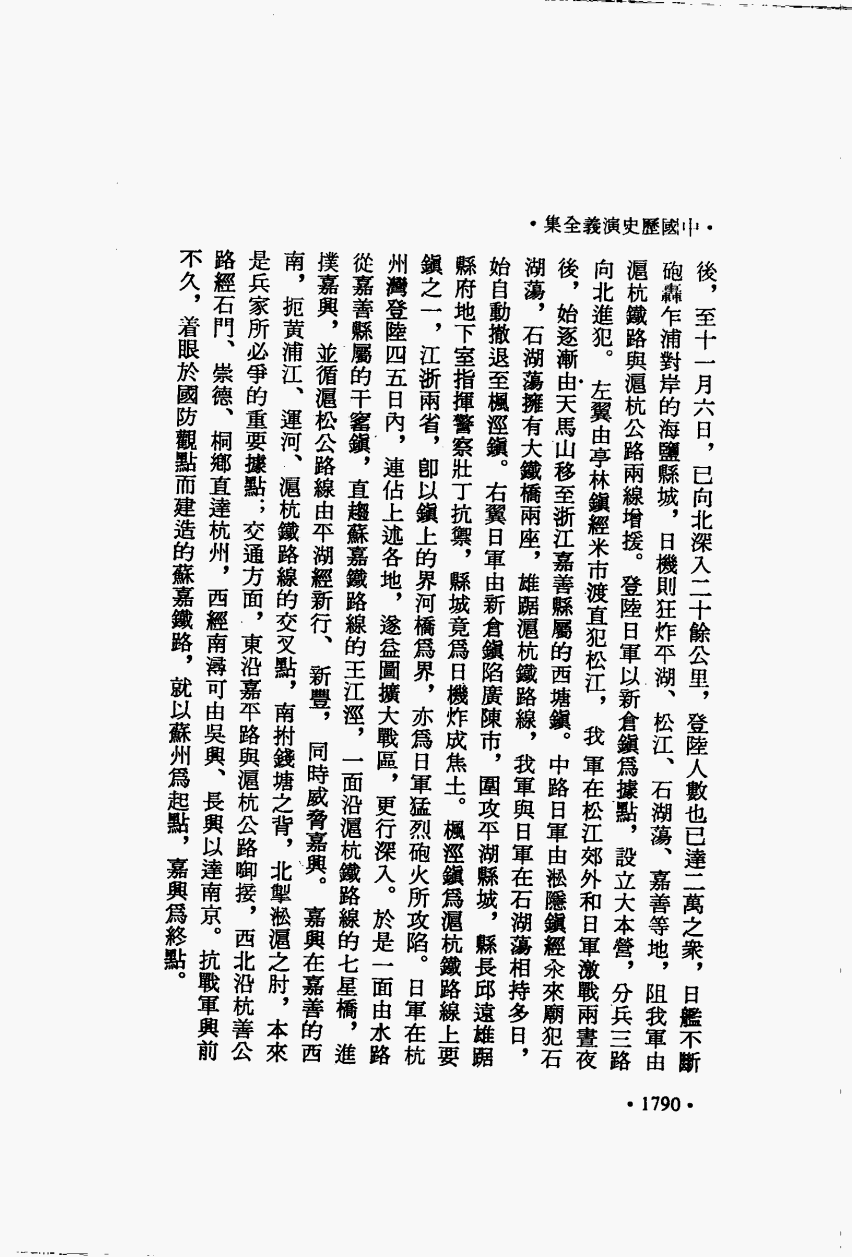 •中國歷史演義全集•
後，至十一月六日，已向北深入二十餘公里，登陸人數也已達二萬之衆，日艦不斷
砲轟乍浦對岸的海鹽縣城，日機則狂炸平湖、松江、石湖蕩、嘉善等地，阻我軍由
滬杭鐵路與滬杭公路兩線增援。登陸日軍以新倉鎭爲據點，設立大本營，分兵三路
向北進犯。左翼由亭林鎭經米市渡直犯松江，我軍在松江郊外和日軍激戰兩晝夜
後，始逐漸由天馬山移至浙江嘉善縣屬的西塘鎭。中路日軍由淞隱鎭經汆來廟犯石
湖蕩，石湖蕩擁有大鐵橋兩座，雄踞滬杭鐵路線，我軍與日軍在石湖蕩相持多日，
始自動撤退至楓涇鎭。右翼日軍由新倉鎭陷廣陳市，圍攻平湖縣城，縣長邱遠雄踞
縣府地下室指揮警察壯丁抗禦，縣城竟爲日機炸成焦土。楓涇鎭爲滬杭鐵路線上要
鎭之一，江浙兩省，卽以鎭上的界河橋爲界，亦爲日軍猛烈砲火所攻陷。日軍在杭
州灣登陸四五日內，連佔上述各地，遂益圖擴大戰區，更行深入。於是一面由水路
從嘉善縣屬的干窰鎭，直趨蘇嘉鐵路線的王江涇，一面沿滬杭鐵路線的七星橋，進
撲嘉興，並循滬松公路線由平湖經新行、新豐，同時威脅嘉興。嘉興在嘉善的西
南，扼黃浦江、運河、滬杭鐵路線的交叉點，南拊錢塘之背，北掣淞滬之肘，本來
是兵家所必爭的重要據點；交通方面，東沿嘉平路與滬杭公路啣接，西北沿杭善公
路經石門、崇德、桐鄉直達杭州，西經南潯可由吳興、長興以達南京。抗戰軍興前
不久，着眼於國防觀點而建造的蘇嘉鐵路，就以蘇州爲起點，嘉興爲終點。
•1790•